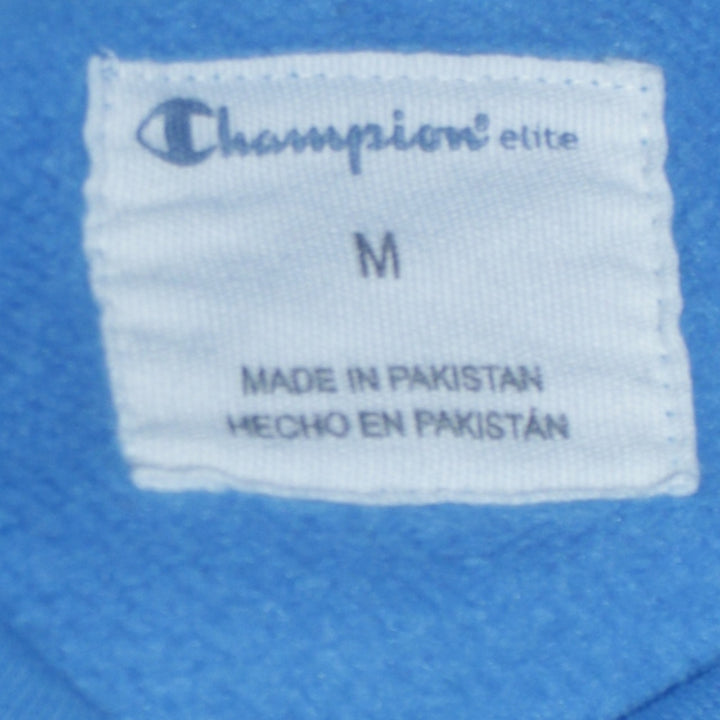 Champion® elite
M
MADE IN PAKISTAN
HECHO EN PAKISTÁN